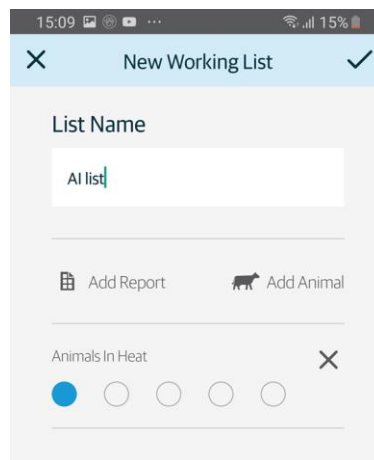 15:09 ... 15%
New Working List
List Name
AI list
Add Report Add Animal
Animals In Heat